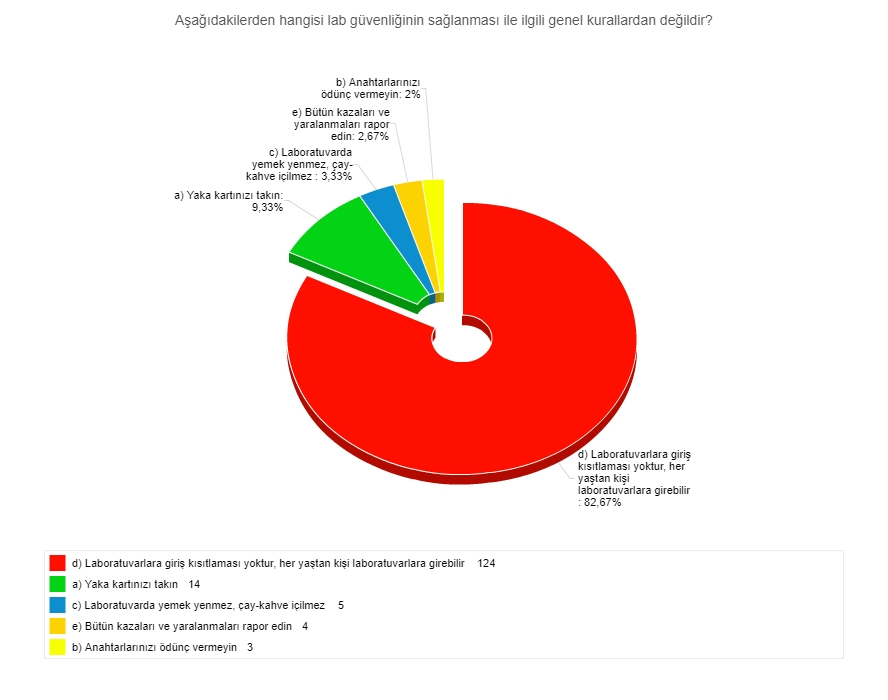 Aşağıdakilerden hangisi lab güvenliğinin sağlanması ile ilgili genel kurallardan değildir?
b) Anahtarlarınızı
ödünç vermeyin: 2%
e) Bütün kazaları ve
yaralanmaları rapor
edin: 2,67%
c) Laboratuvarda
yemek yenmez, çay-
kahve içilmez : 3,33%
a) Yaka kartınızı takın:
9,33%
d) Laboratuvarlara giriş
kısıtlaması yoktur, her
yaştan kişi
laboratuvarlara girebilir
: 82,67%
d) Laboratuvarlara giriş kısıtlaması yoktur, her yaştan kişi laboratuvarlara girebilir 124
a) Yaka kartınızı takın 14
c) Laboratuvarda yemek yenmez, çay-kahve içilmez 5
e) Bütün kazaları ve yaralanmaları rapor edin 4
b) Anahtarlarınızı ödünç vermeyin 3